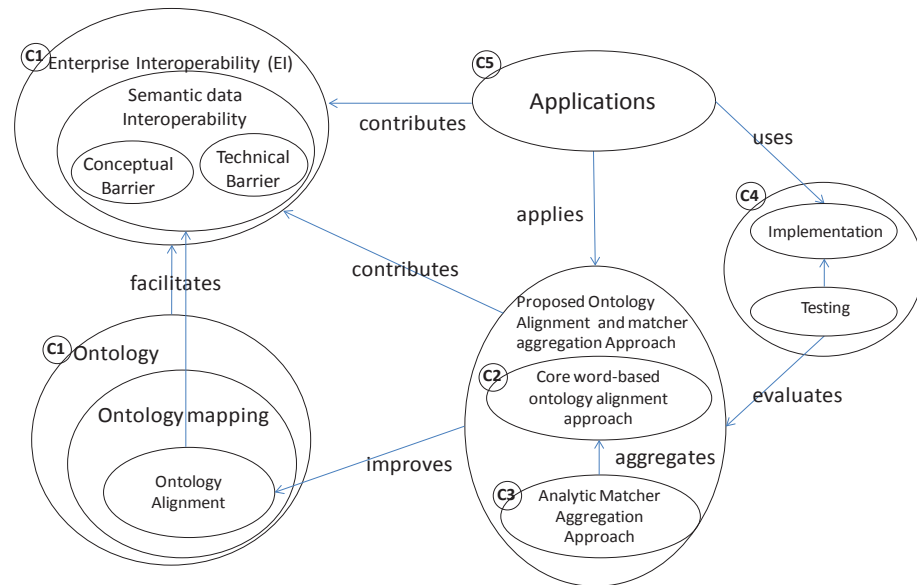 C1
Enterprise Interoperability (EI)
Semantic data
Interoperability
Conceptual
Barrier
Technical
Barrier
C5
Applications
contributes
uses
applies
C4
Implementation
Testing
evaluates
contributes
facilitates
Proposed Ontology
Alignment and matcher
aggregation Approach
C2
Core word-based
ontology alignment
approach
aggregates
C3
Analytic Matcher
Aggregation
Approach
improves
C1
Ontology
Ontology mapping
Ontology
Alignment